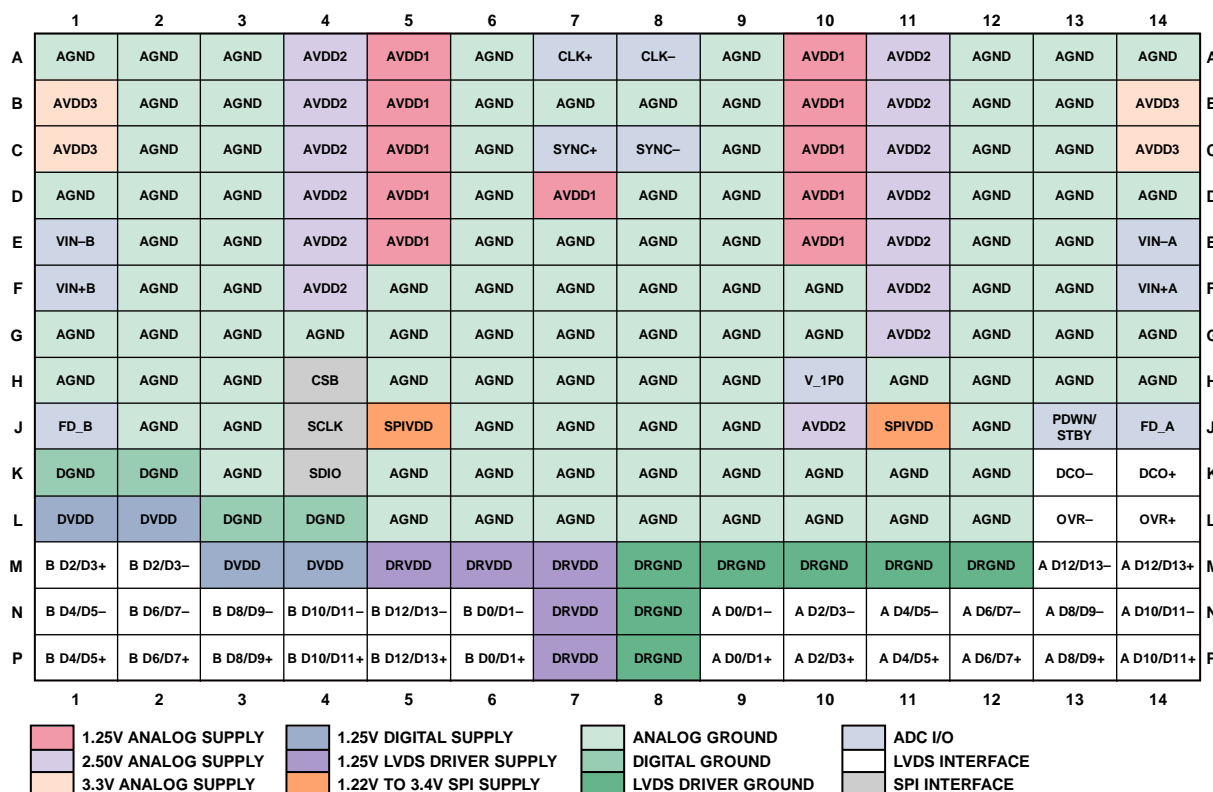 1 2 3 4 5 6 7 8 9 10 11 12 13 14
A AGND AGND AGND AVDD2 AVDD1 AGND CLK+ CLK– AGND AVDD1 AVDD2 AGND AGND AGND A
B AVDD3 AGND AGND AVDD2 AVDD1 AGND AGND AGND AGND AVDD1 AVDD2 AGND AGND AVDD3 B
C AVDD3 AGND AGND AVDD2 AVDD1 AGND SYNC+ SYNC– AGND AVDD1 AVDD2 AGND AGND AVDD3 C
D AGND AGND AGND AVDD2 AVDD1 AGND AVDD1 AGND AGND AVDD1 AVDD2 AGND AGND AGND D
E VIN–B AGND AGND AVDD2 AVDD1 AGND AGND AGND AGND AVDD1 AVDD2 AGND AGND VIN–A E
F VIN+B AGND AGND AVDD2 AGND AGND AGND AGND AGND AGND AVDD2 AGND AGND VIN+A F
G AGND AGND AGND AGND AGND AGND AGND AGND AGND AGND AVDD2 AGND AGND AGND G
H AGND AGND AGND CSB AGND AGND AGND AGND AGND V_1P0 AGND AGND AGND AGND H
J FD_B AGND AGND SCLK SPIVDD AGND AGND AGND AGND AVDD2 SPIVDD AGND PDWN/STBY FD_A J
K DGND DGND AGND SDIO AGND AGND AGND AGND AGND AGND AGND AGND DCO– DCO+ K
L DVDD DVDD DGND DGND AGND AGND AGND AGND AGND AGND AGND AGND OVR– OVR+ L
M B D2/D3+ B D2/D3– DVDD DVDD DRVDD DRVDD DRVDD DRGND DRGND DRGND DRGND DRGND A D12/D13– A D12/D13+ M
N B D4/D5– B D6/D7– B D8/D9– B D10/D11– B D12/D13– B D0/D1– DRVDD DRGND A D0/D1– A D2/D3– A D4/D5– A D6/D7– A D8/D9– A D10/D11– N
P B D4/D5+ B D6/D7+ B D8/D9+ B D10/D11+ B D12/D13+ B D0/D1+ DRVDD DRGND A D0/D1+ A D2/D3+ A D4/D5+ A D6/D7+ A D8/D9+ A D10/D11+ P
1 2 3 4 5 6 7 8 9 10 11 12 13 14
1.25V ANALOG SUPPLY 1.25V DIGITAL SUPPLY ANALOG GROUND ADC I/O
2.50V ANALOG SUPPLY 1.25V LVDS DRIVER SUPPLY DIGITAL GROUND LVDS INTERFACE
3.3V ANALOG SUPPLY 1.22V TO 3.4V SPI SUPPLY LVDS DRIVER GROUND SPI INTERFACE